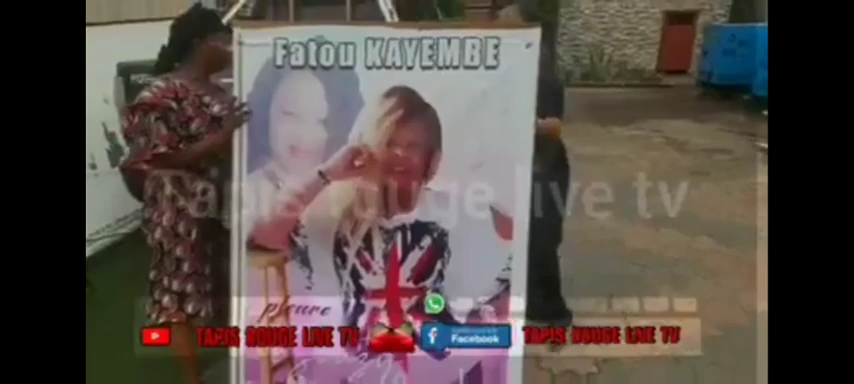 Fatou KAYEMBE
Tapis rouge live tv
pleure
TAPIS ROUGE LIVE TV Facebook TAPIS ROUGE LIVE TV